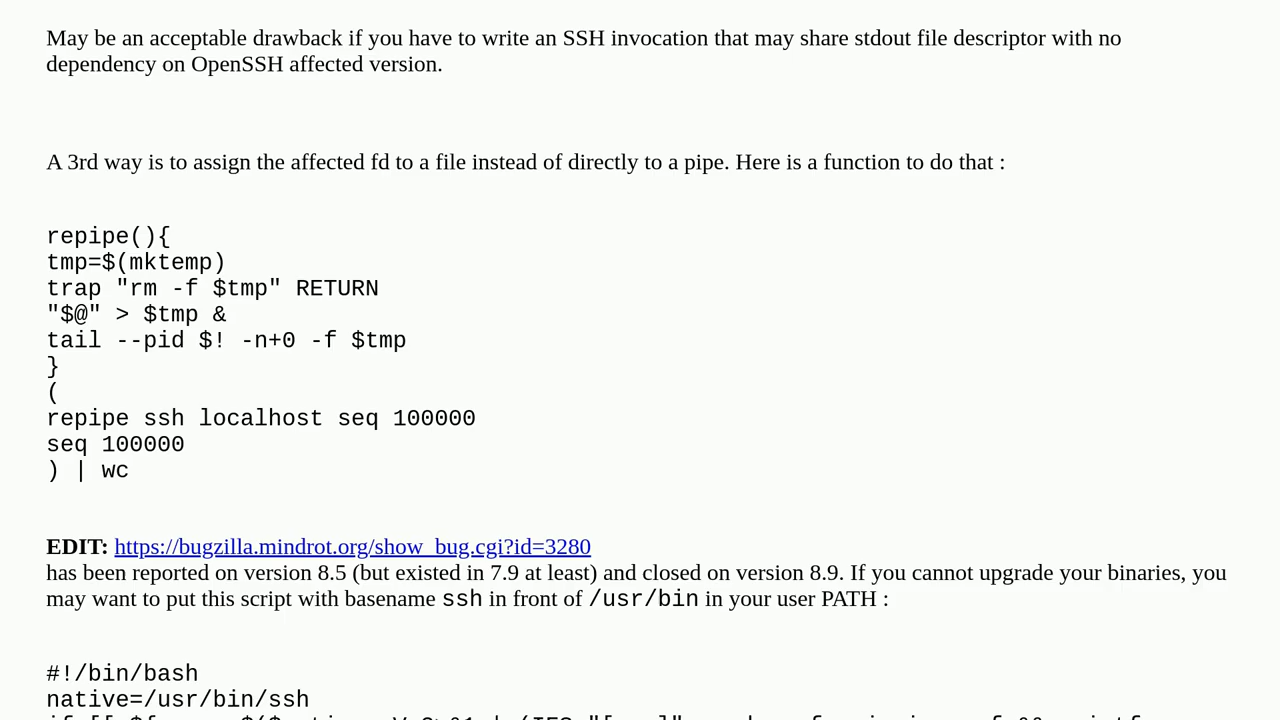 May be an acceptable drawback if you have to write an SSH invocation that may share stdout file descriptor with no
dependency on OpenSSH affected version.
A 3rd way is to assign the affected fd to a file instead of directly to a pipe. Here is a function to do that :
repipe(){
tmp=$(mktemp)
trap "rm -f $tmp" RETURN
"$@" > $tmp &
tail --pid $! -n+0 -f $tmp
}
(
repipe ssh localhost seq 100000
seq 100000
) | wc
EDIT: https://bugzilla.mindrot.org/show_bug.cgi?id=3280
has been reported on version 8.5 (but existed in 7.9 at least) and closed on version 8.9. If you cannot upgrade your binaries, you
may want to put this script with basename ssh in front of /usr/bin in your user PATH :
#!/bin/bash
native=/usr/bin/ssh